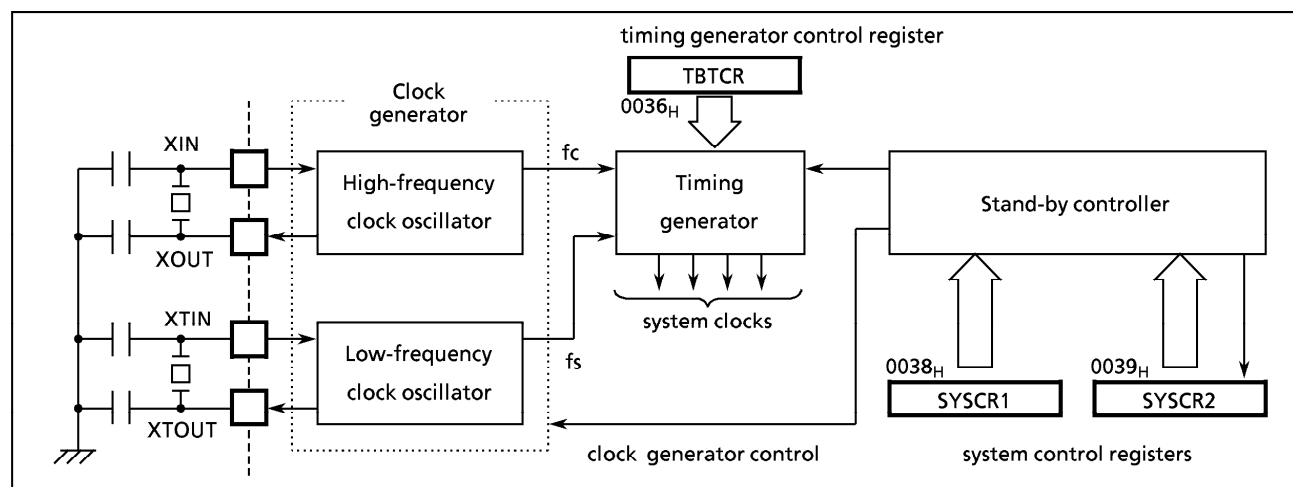 timing generator control register
TBTCR
0036H
Clock
generator
XIN
XOUT
High-frequency
clock oscillator
fc
Timing
generator
Stand-by controller
system clocks
XTIN
XTOUT
Low-frequency
clock oscillator
fs
0038H
SYSCR1
0039H
SYSCR2
clock generator control
system control registers